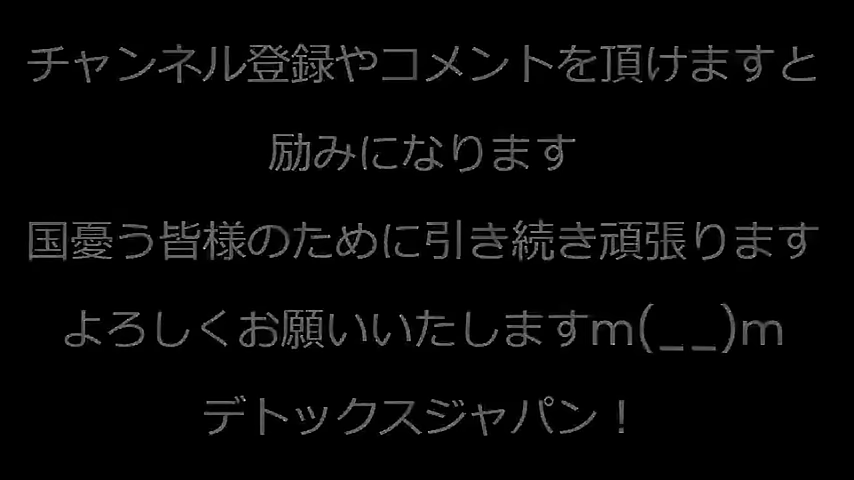 チャンネル登録やコメントを頂けますと
励みになります
国憂う皆様のために引き続き頑張ります
よろしくお願いいたしますm(__)m
デトックスジャパン！